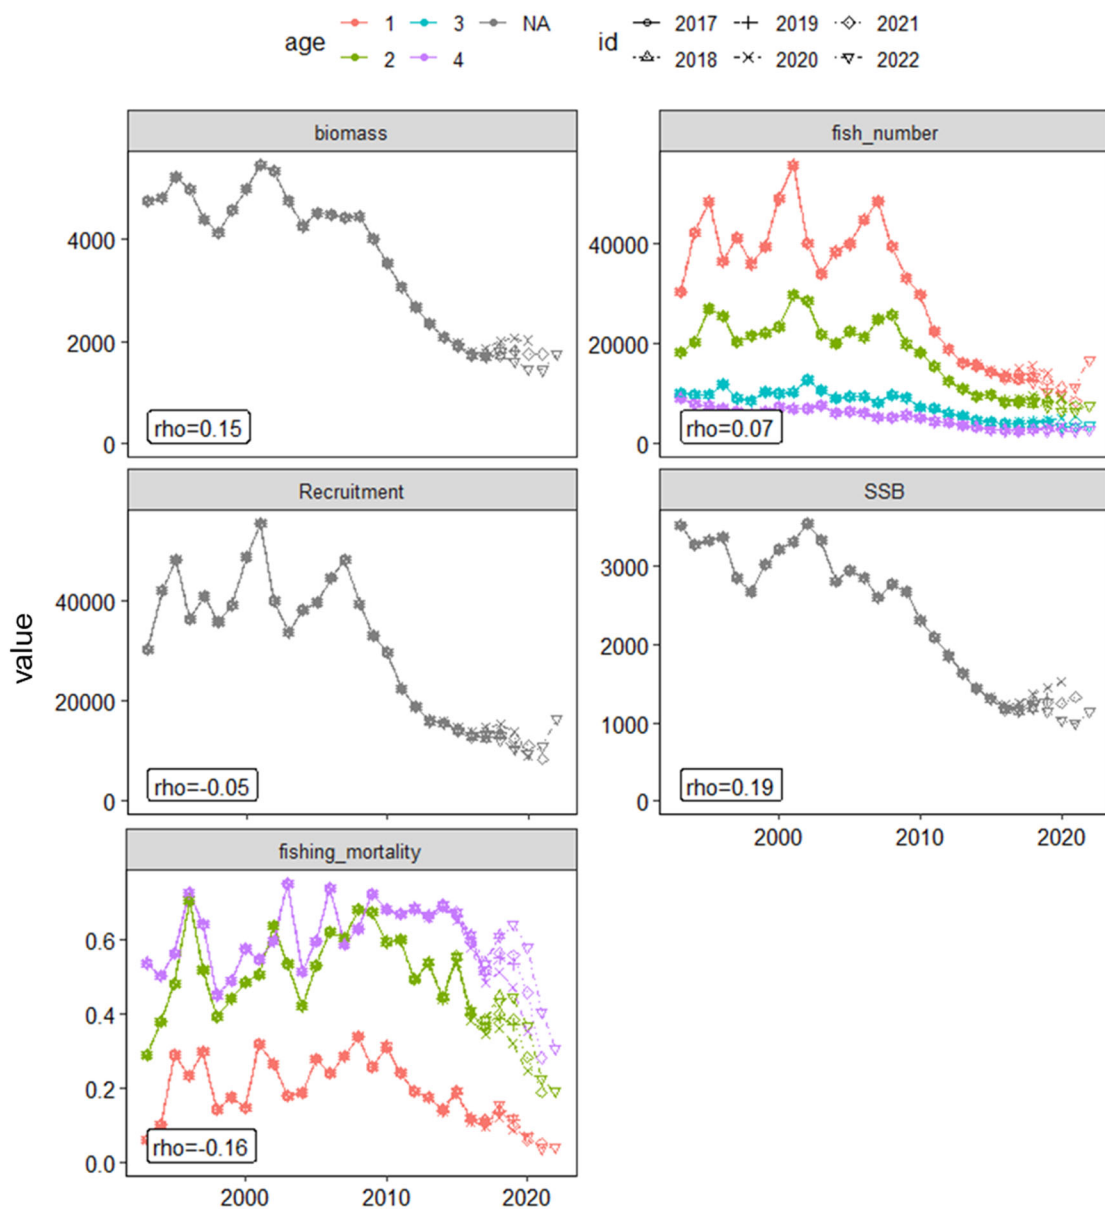 age 1 3 NA
2 4
id 2017 2019 2021
2018 2020 2022
biomass
4000
2000
0
rho=0.15
fish_number
40000
20000
0
rho=0.07
value
Recruitment
40000
20000
0
rho=-0.05
SSB
3000
2000
1000
0
rho=0.19
2000 2010 2020
fishing_mortality
0.6
0.4
0.2
0.0
rho=-0.16
2000 2010 2020